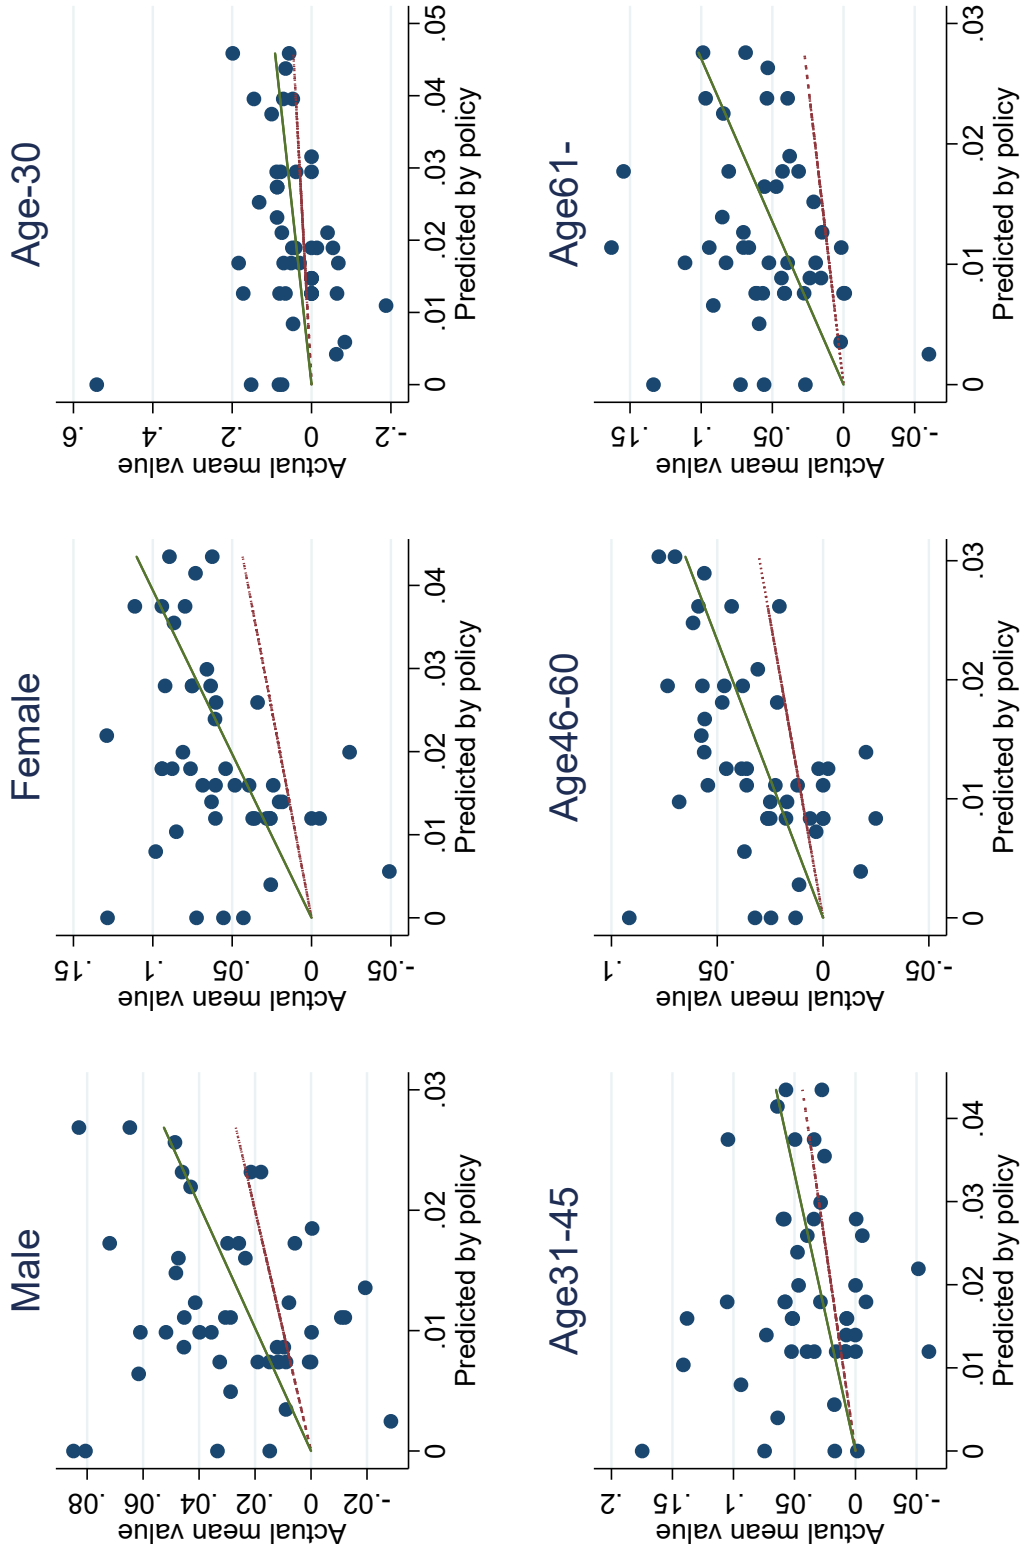 Male
Actual mean value
-.02 0 .02 .04 .06 .08
0 .01 .02 .03
Predicted by policy
Female
Actual mean value
-.05 0 .05 .1 .15
0 .01 .02 .03 .04
Predicted by policy
Age-30
Actual mean value
-.2 0 .2 .4 .6
0 .01 .02 .03 .04 .05
Predicted by policy
Age31-45
Actual mean value
-.05 0 .05 .1 .15 .2
0 .01 .02 .03 .04
Predicted by policy
Age46-60
Actual mean value
-.05 0 .05 .1
0 .01 .02 .03
Predicted by policy
Age61-
Actual mean value
-.05 0 .05 .1 .15
0 .01 .02 .03
Predicted by policy